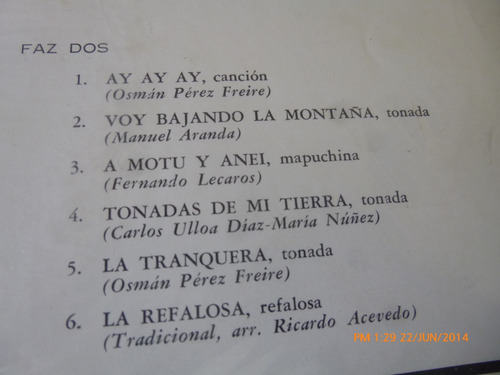 FAZ DOS
1. AY AY AY, canción
(Osmán Pérez Freire)
2. VOY BAJANDO LA MONTAÑA, tonada
(Manuel Aranda)
3. A MOTU Y ANEI, mapuchina
(Fernando Lecaros)
4. TONADAS DE MI TIERRA, tonada
(Carlos Ulloa Díaz-María Núñez)
5. LA TRANQUERA, tonada
(Osmán Pérez Freire)
6. LA REFALOSA, refalosa
(Tradicional, arr. Ricardo Acevedo)
PM 1:29 22/JUN/2014